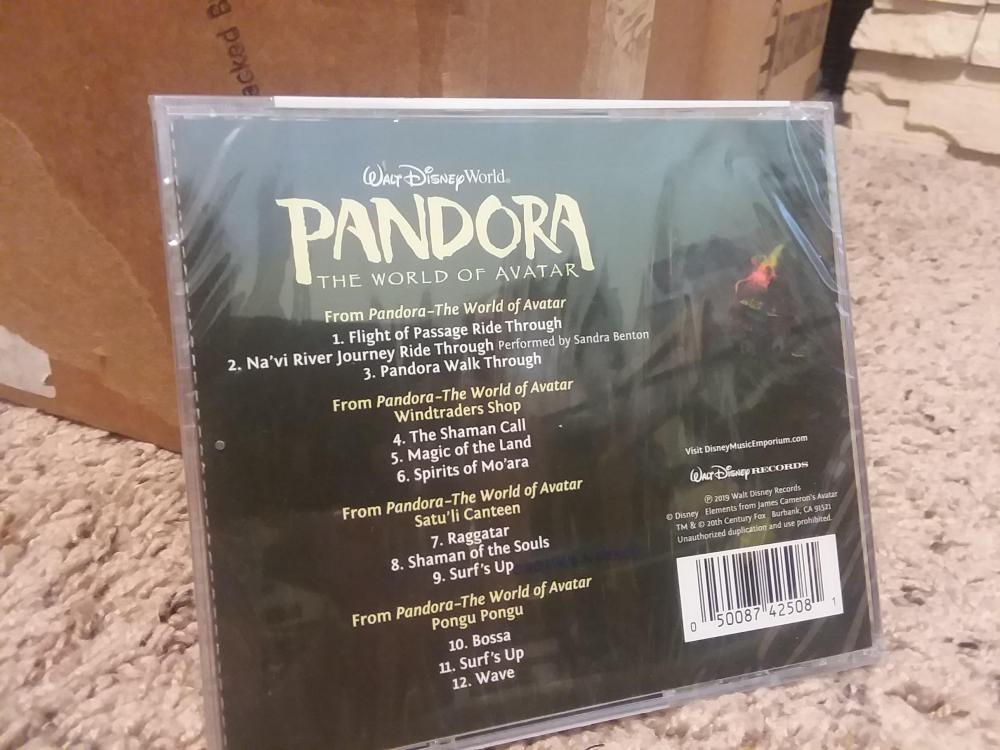 acked B
Walt Disney World®
PANDORA
THE WORLD OF AVATAR
From Pandora–The World of Avatar
1. Flight of Passage Ride Through
2. Na'vi River Journey Ride Through Performed by Sandra Benton
3. Pandora Walk Through
From Pandora–The World of Avatar
Windtraders Shop
4. The Shaman Call
5. Magic of the Land
6. Spirits of Mo'ara
From Pandora–The World of Avatar
Satu'li Canteen
7. Raggatar
8. Shaman of the Souls
9. Surf's Up
From Pandora–The World of Avatar
Pongu Pongu
10. Bossa
11. Surf's Up
12. Wave
Visit DisneyMusicEmporium.com
Walt Disney RECORDS
℗ 2019 Walt Disney Records
© Disney Elements from James Cameron's Avatar
TM & © 20th Century Fox Burbank, CA 91521
Unauthorized duplication and use prohibited.
0 50087 42508 1